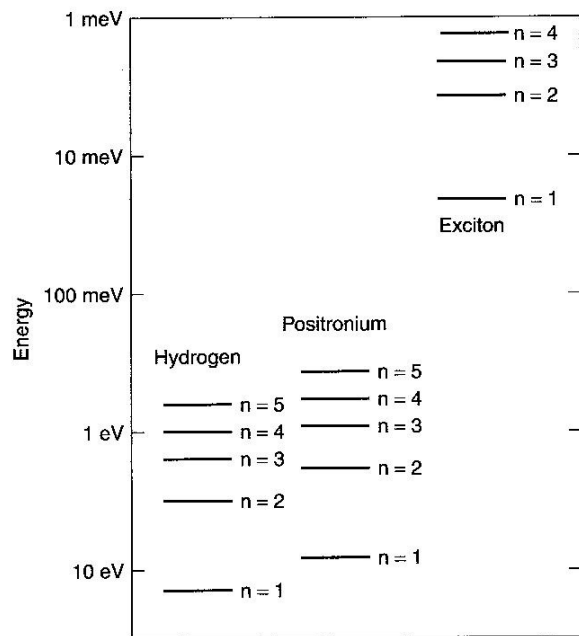 1 meV
10 meV
100 meV
1 eV
10 eV
Energy
Hydrogen
n = 5
n = 4
n = 3
n = 2
n = 1
Positronium
n = 5
n = 4
n = 3
n = 2
n = 1
n = 4
n = 3
n = 2
n = 1
Exciton